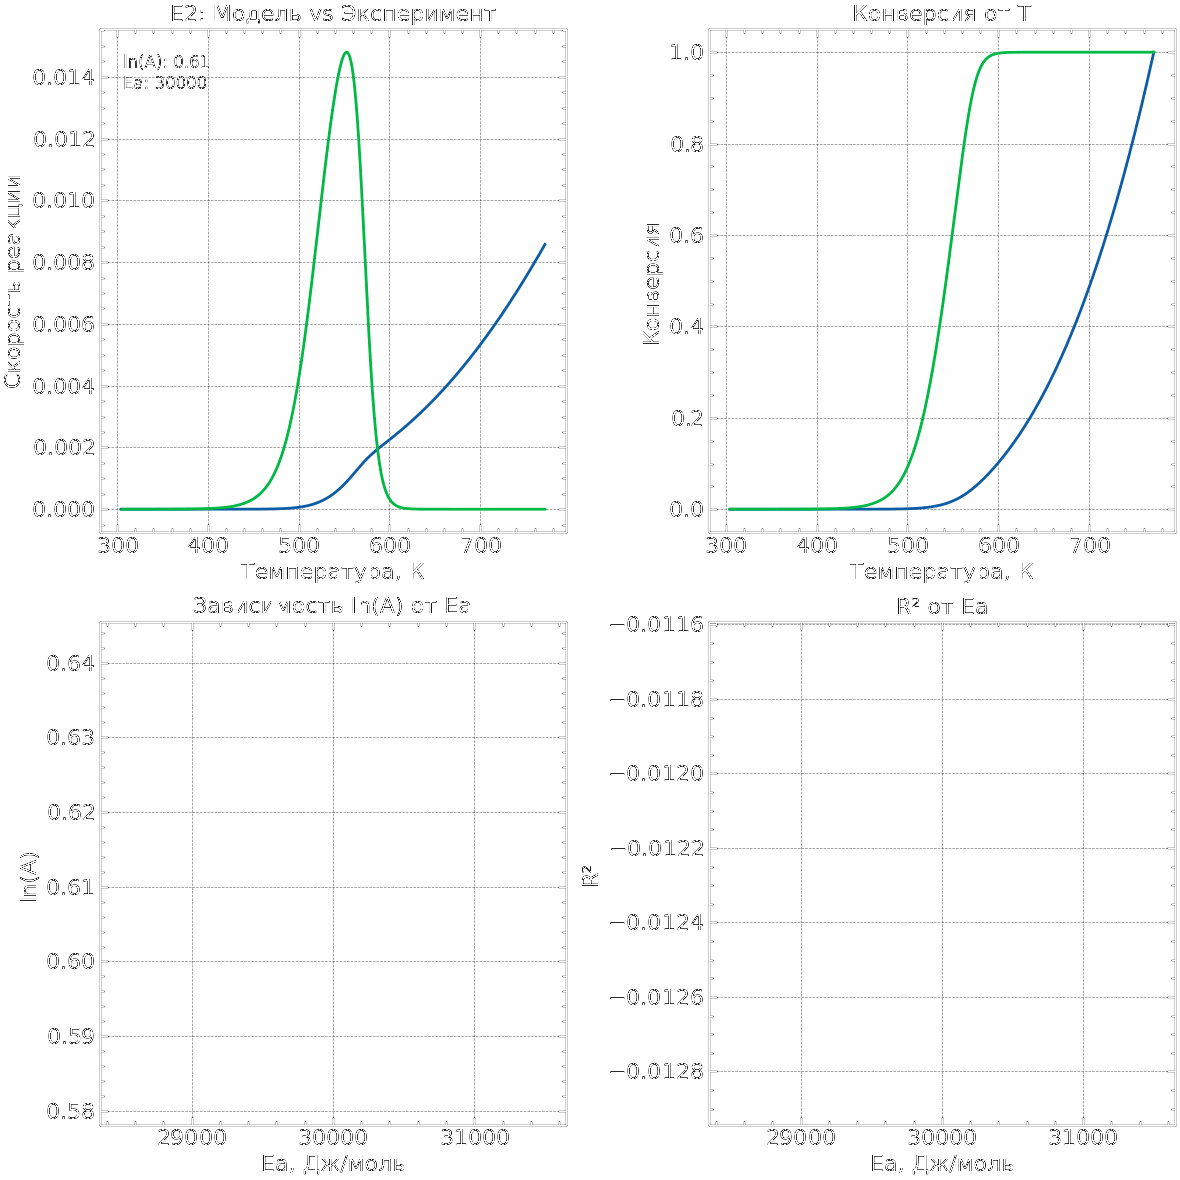 E2: Модель vs Эксперимент
ln(A): 0.61
Ea: 30000
Скорость реакции
0.014
0.012
0.010
0.008
0.006
0.004
0.002
0.000
300 400 500 600 700
Температура, K
Конверсия от T
Конверсия
1.0
0.8
0.6
0.4
0.2
0.0
300 400 500 600 700
Температура, K
Зависимость ln(A) от Ea
ln(A)
0.64
0.63
0.62
0.61
0.60
0.59
0.58
29000 30000 31000
Ea, Дж/моль
R² от Ea
R²
−0.0116
−0.0118
−0.0120
−0.0122
−0.0124
−0.0126
−0.0128
29000 30000 31000
Ea, Дж/моль